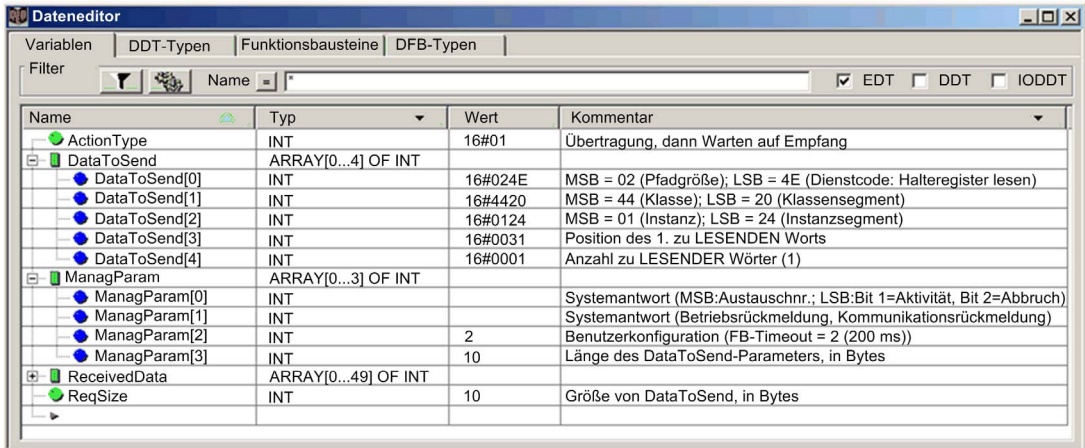 Dateneditor
Variablen DDT-Typen Funktionsbausteine DFB-Typen
Filter
Name = * EDT DDT IODDT
Name Typ Wert Kommentar
ActionType INT 16#01 Übertragung, dann Warten auf Empfang
DataToSend ARRAY[0...4] OF INT
DataToSend[0] INT 16#024E MSB = 02 (Pfadgröße); LSB = 4E (Dienstcode: Halteregister lesen)
DataToSend[1] INT 16#4420 MSB = 44 (Klasse); LSB = 20 (Klassensegment)
DataToSend[2] INT 16#0124 MSB = 01 (Instanz); LSB = 24 (Instanzsegment)
DataToSend[3] INT 16#0031 Position des 1. zu LESENDEN Worts
DataToSend[4] INT 16#0001 Anzahl zu LESENDER Wörter (1)
ManagParam ARRAY[0...3] OF INT
ManagParam[0] INT Systemantwort (MSB:Austauschnr.; LSB:Bit 1=Aktivität, Bit 2=Abbruch)
ManagParam[1] INT Systemantwort (Betriebsrückmeldung, Kommunikationsrückmeldung)
ManagParam[2] INT 2 Benutzerkonfiguration (FB-Timeout = 2 (200 ms))
ManagParam[3] INT 10 Länge des DataToSend-Parameters, in Bytes
ReceivedData ARRAY[0...49] OF INT
ReqSize INT 10 Größe von DataToSend, in Bytes